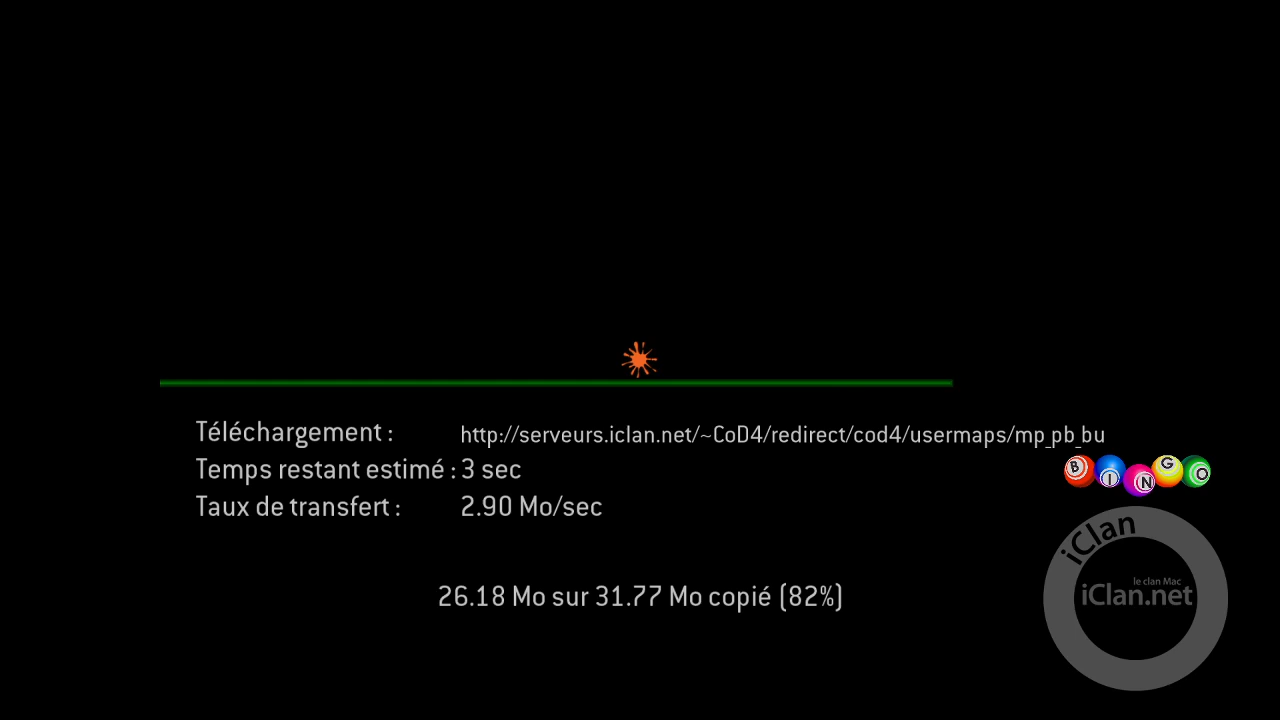 Téléchargement : http://serveurs.iclan.net/~CoD4/redirect/cod4/usermaps/mp_pb_bu
Temps restant estimé : 3 sec
Taux de transfert : 2.90 Mo/sec
26.18 Mo sur 31.77 Mo copié (82%)
BINGO
iClan
le clan Mac
iClan.net